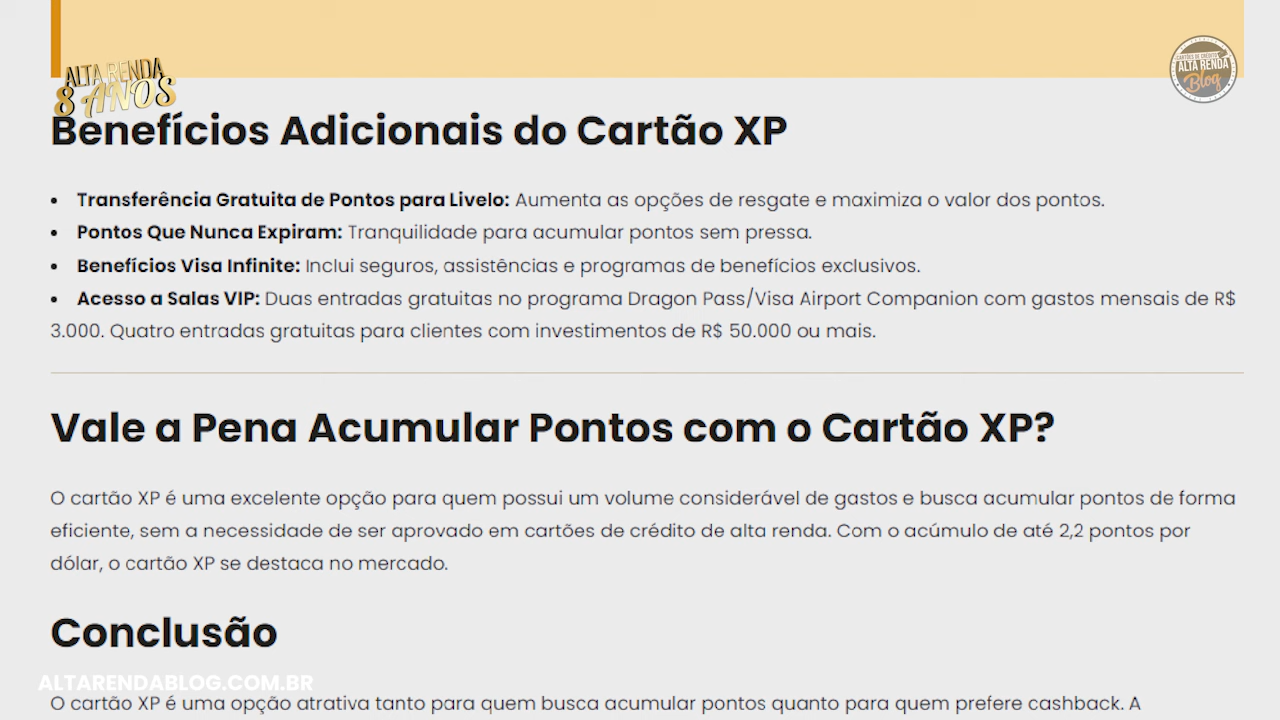 ALTA RENDA
8 ANOS
CARTÕES DE CRÉDITO
ALTA RENDA
Blog
Benefícios Adicionais do Cartão XP
• Transferência Gratuita de Pontos para Livelo: Aumenta as opções de resgate e maximiza o valor dos pontos.
• Pontos Que Nunca Expiram: Tranquilidade para acumular pontos sem pressa.
• Benefícios Visa Infinite: Inclui seguros, assistências e programas de benefícios exclusivos.
• Acesso a Salas VIP: Duas entradas gratuitas no programa Dragon Pass/Visa Airport Companion com gastos mensais de R$
3.000. Quatro entradas gratuitas para clientes com investimentos de R$ 50.000 ou mais.
Vale a Pena Acumular Pontos com o Cartão XP?
O cartão XP é uma excelente opção para quem possui um volume considerável de gastos e busca acumular pontos de forma
eficiente, sem a necessidade de ser aprovado em cartões de crédito de alta renda. Com o acúmulo de até 2,2 pontos por
dólar, o cartão XP se destaca no mercado.
Conclusão
ALTARENDABLOG.COM.BR
O cartão XP é uma opção atrativa tanto para quem busca acumular pontos quanto para quem prefere cashback. A